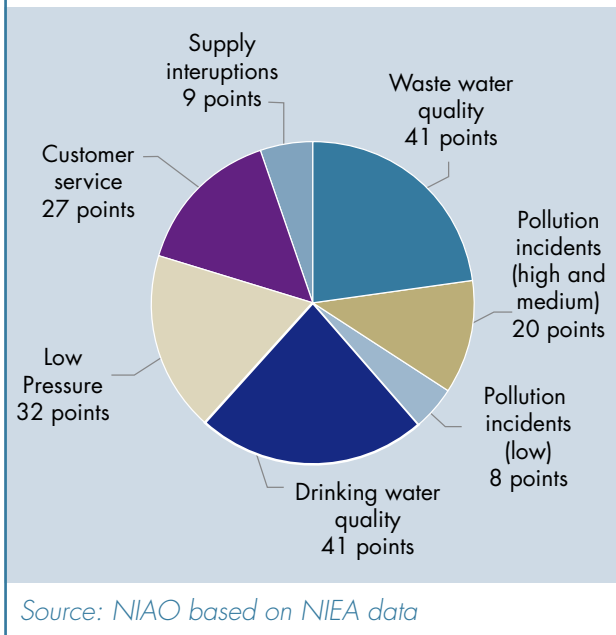 Supply
interuptions
9 points
Waste water
quality
41 points
Customer
service
27 points
Pollution
incidents
(high and
medium)
20 points
Low
Pressure
32 points
Pollution
incidents
(low)
8 points
Drinking water
quality
41 points
Source: NIAO based on NIEA data